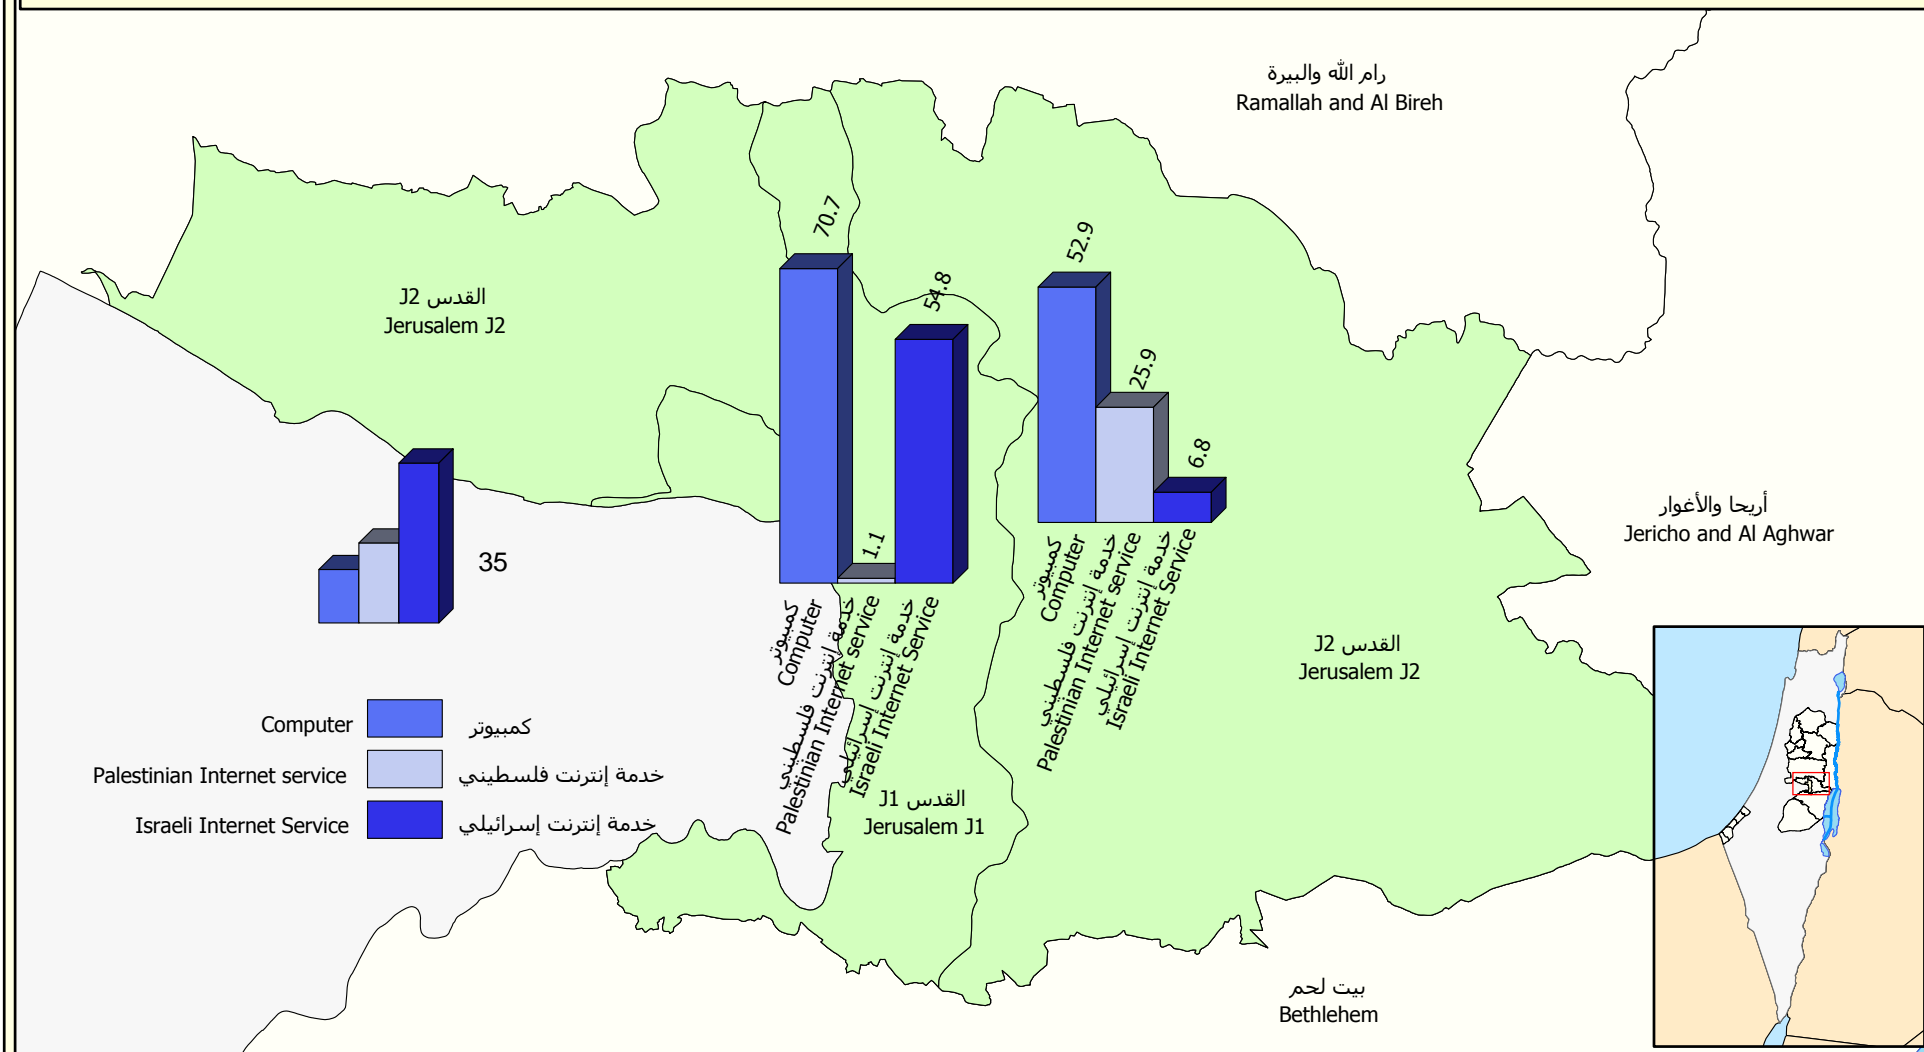 رام الله والبيرة
Ramallah and Al Bireh
القدس J2
Jerusalem J2
70.7
54.8
1.1
كمبيوتر
Computer
خدمة إنترنت فلسطيني
Palestinian Internet service
خدمة إنترنت إسرائيلي
Israeli Internet Service
52.9
25.9
6.8
كمبيوتر
Computer
خدمة إنترنت فلسطيني
Palestinian Internet service
خدمة إنترنت إسرائيلي
Israeli Internet Service
أريحا والأغوار
Jericho and Al Aghwar
35
القدس J2
Jerusalem J2
Computer كمبيوتر
Palestinian Internet service خدمة إنترنت فلسطيني
Israeli Internet Service خدمة إنترنت إسرائيلي
القدس J1
Jerusalem J1
بيت لحم
Bethlehem